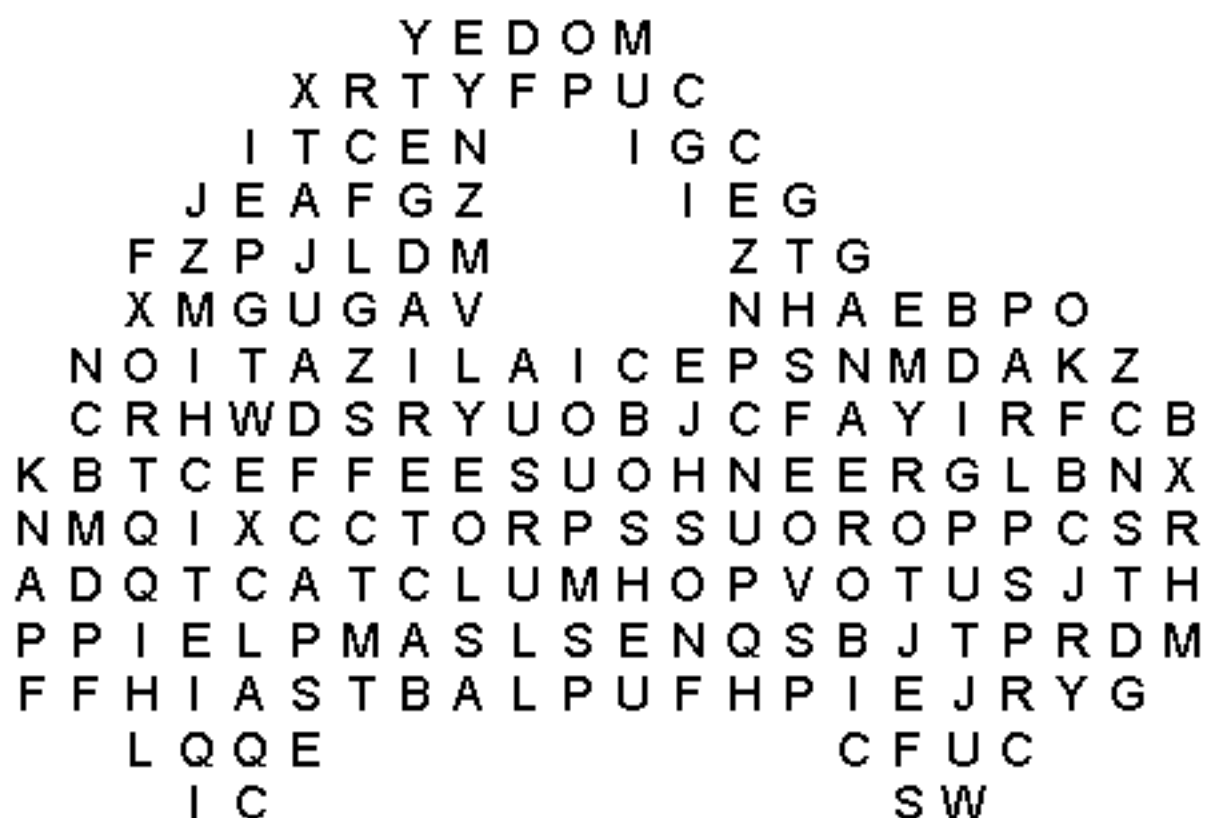 Y E D O M
X R T Y F P U C
I T C E N I G C
J E A F G Z I E G
F Z P J L D M Z T G
X M G U G A V N H A E B P O
N O I T A Z I L A I C E P S N M D A K Z
C R H W D S R Y U O B J C F A Y I R F C B
K B T C E F F E E S U O H N E E R G L B N X
N M Q I X C C T O R P S S U O R O P P C S R
A D Q T C A T C L U M H O P V O T U S J T H
P P I E L P M A S L S E N Q S B J T P R D M
F F H I A S T B A L P U F H P I E J R Y G
L Q Q E C F U C
I C S W